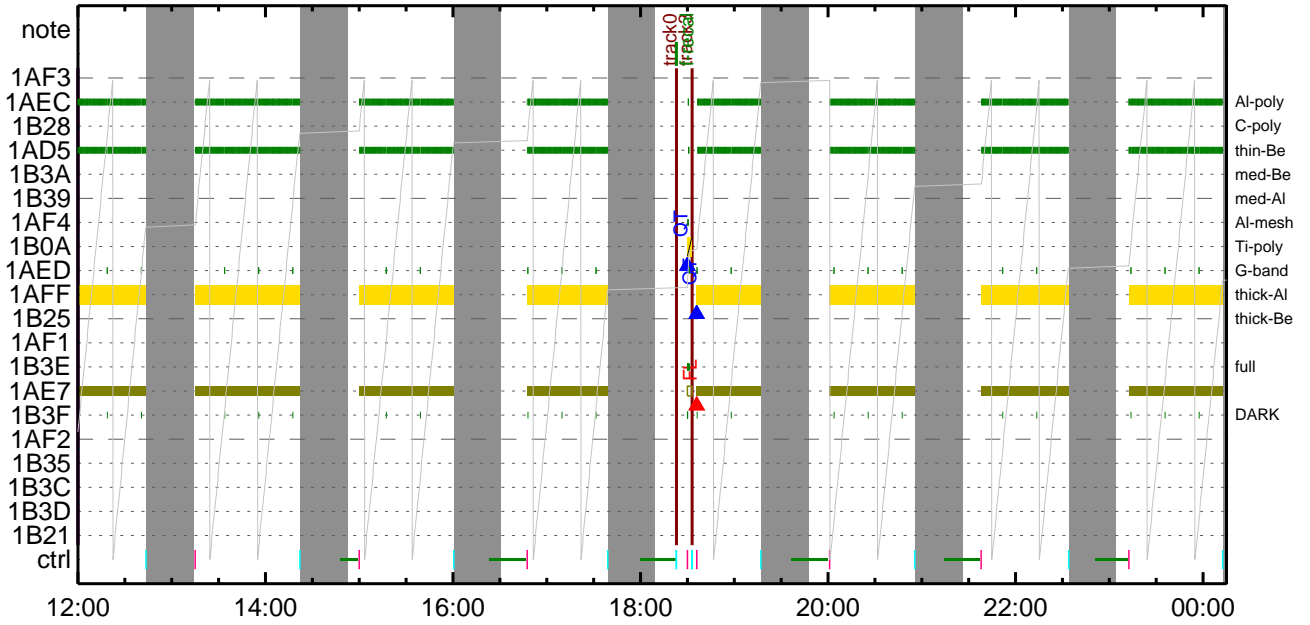 note
track0
1AF3
1AEC Al-poly
1B28 C-poly
1AD5 thin-Be
1B3A med-Be
1B39 med-Al
1AF4 Al-mesh
1B0A Ti-poly
1AED G-band
1AFF thick-Al
1B25 thick-Be
1AF1
1B3E full
1AE7
1B3F DARK
1AF2
1B35
1B3C
1B3D
1B21
ctrl
12:00 14:00 16:00 18:00 20:00 22:00 00:00